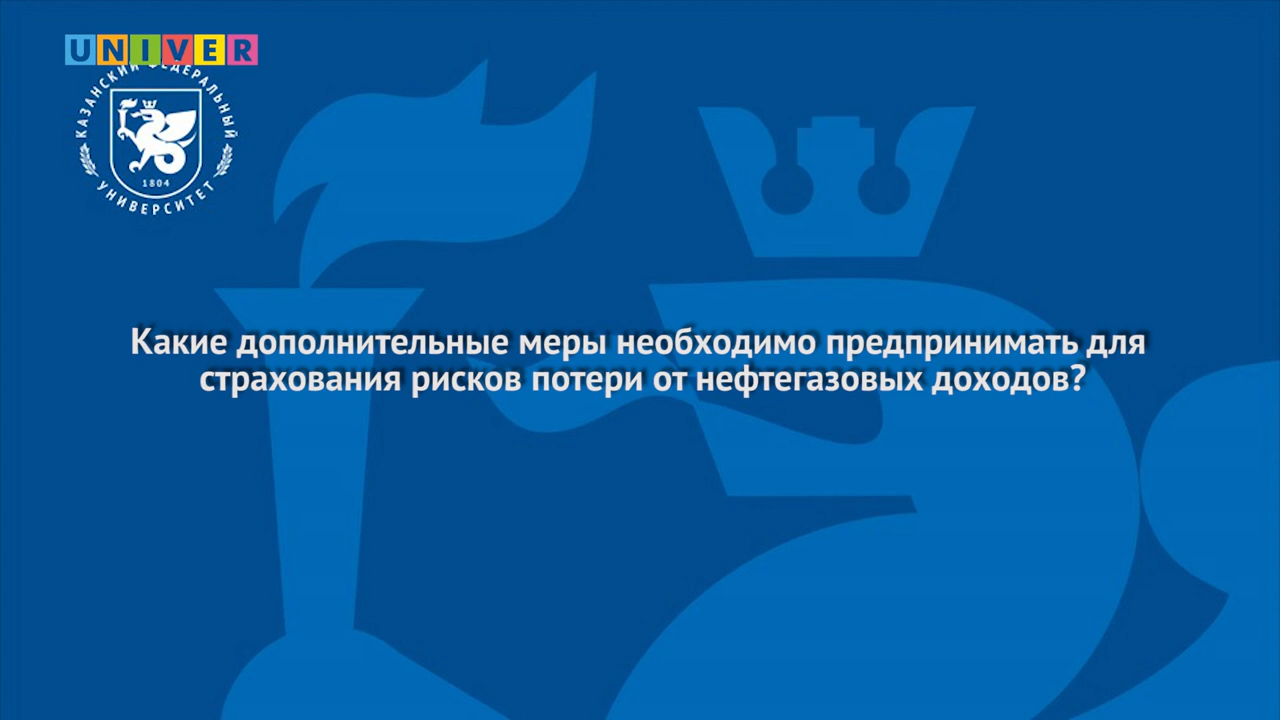 UNIVER
КАЗАНСКИЙ ФЕДЕРАЛЬНЫЙ
1804
УНИВЕРСИТЕТ
Какие дополнительные меры необходимо предпринимать для
страхования рисков потери от нефтегазовых доходов?